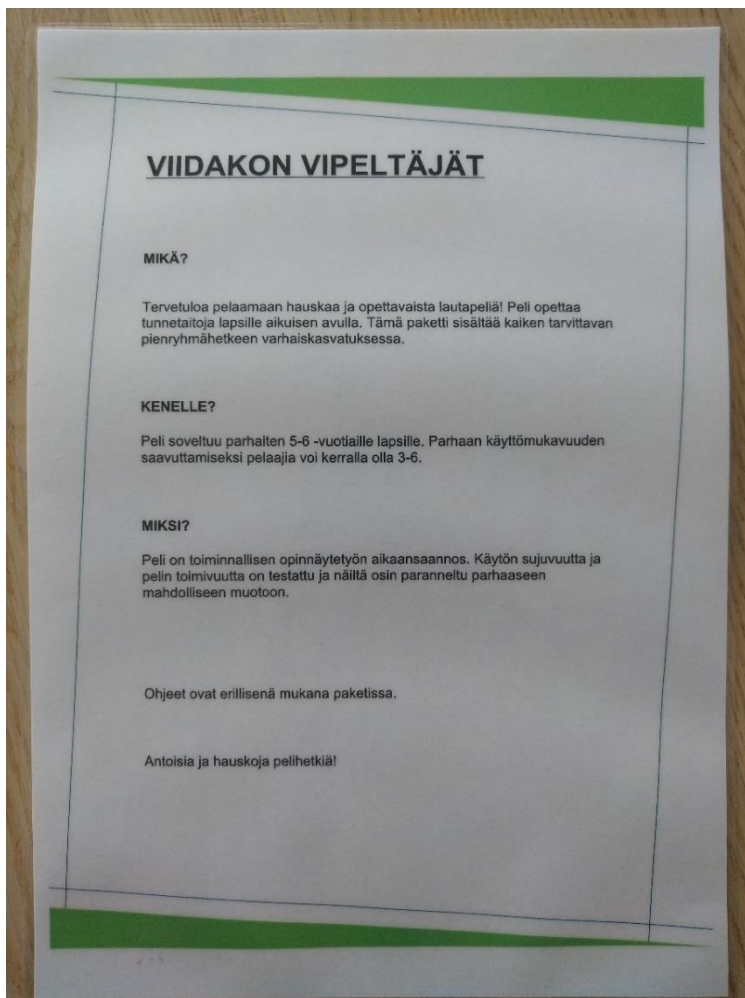 VIIDAKON VIPELTÄJÄT
MIKÄ?
Tervetuloa pelaamaan hauskaa ja opettavaista lautapeliä! Peli opettaa
tunnetaitoja lapsille aikuisen avulla. Tämä paketti sisältää kaiken tarvittavan
pienryhmähetkeen varhaiskasvatuksessa.
KENELLE?
Peli soveltuu parhaiten 5-6 -vuotiaille lapsille. Parhaan käyttömukavuuden
saavuttamiseksi pelaajia voi kerralla olla 3-6.
MIKSI?
Peli on toiminnallisen opinnäytetyön aikaansaannos. Käytön sujuvuutta ja
pelin toimivuutta on testattu ja näiltä osin paranneltu parhaaseen
mahdolliseen muotoon.
Ohjeet ovat erillisenä mukana paketissa.
Antoisia ja hauskoja pelihetkiä!